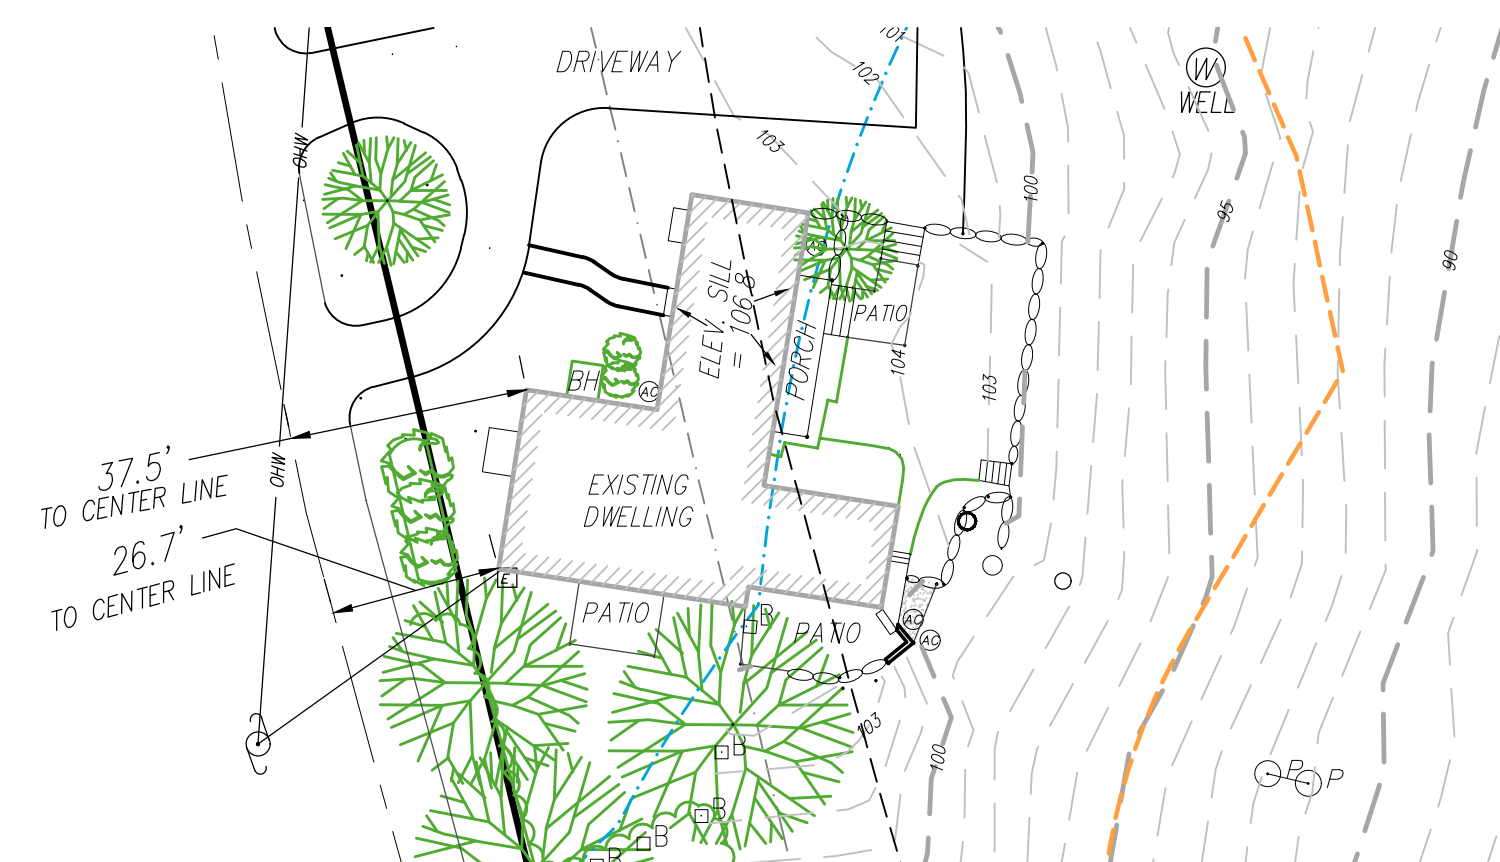 101
DRIVEWAY
102
W
WELL
103
OHW
100
95
AC
90
ELEV. SILL
= 106.8
PATIO
PORCH
104
103
BH
AC
37.5'
TO CENTER LINE
OHW
EXISTING
DWELLING
26.7'
TO CENTER LINE
E
PATIO
B
PATIO
AC
AC
103
B
100
P
P
B
B
B